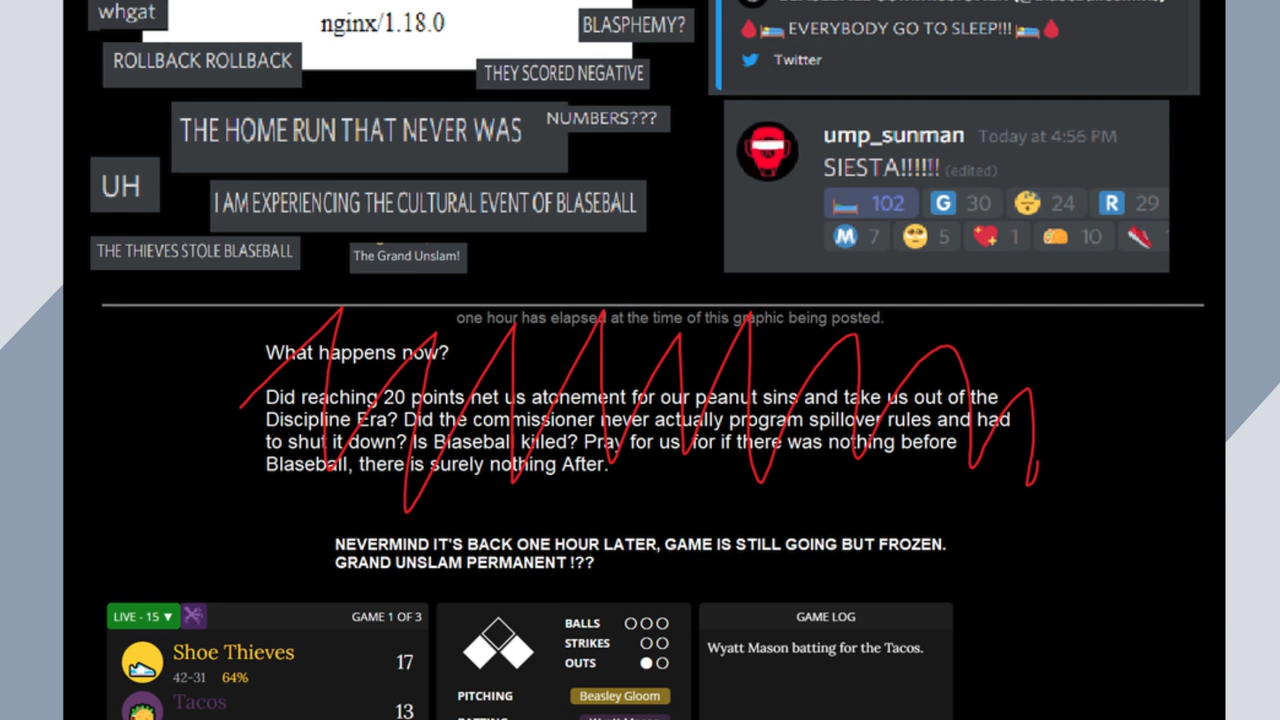 whgat
nginx/1.18.0
BLASPHEMY?
ROLLBACK ROLLBACK
THEY SCORED NEGATIVE
NUMBERS???
THE HOME RUN THAT NEVER WAS
UH
I AM EXPERIENCING THE CULTURAL EVENT OF BLASEBALL
THE THIEVES STOLE BLASEBALL
The Grand Unslam!
EVERYBODY GO TO SLEEP!!!
Twitter
ump_sunman Today at 4:56 PM
SIESTA!!!!!! (edited)
102 G 30 24 R 29
M 7 5 1 10
one hour has elapsed at the time of this graphic being posted.
What happens now?
Did reaching 20 points net us atonement for our peanut sins and take us out of the
Discipline Era? Did the commissioner never actually program spillover rules and had
to shut it down? Is Blaseball killed? Pray for us, for if there was nothing before
Blaseball, there is surely nothing After.
NEVERMIND IT'S BACK ONE HOUR LATER, GAME IS STILL GOING BUT FROZEN.
GRAND UNSLAM PERMANENT !??
LIVE - 15 ▼ GAME 1 OF 3
Shoe Thieves 17
42-31 64%
Tacos 13
BALLS
STRIKES
OUTS
PITCHING Beasley Gloom
GAME LOG
Wyatt Mason batting for the Tacos.